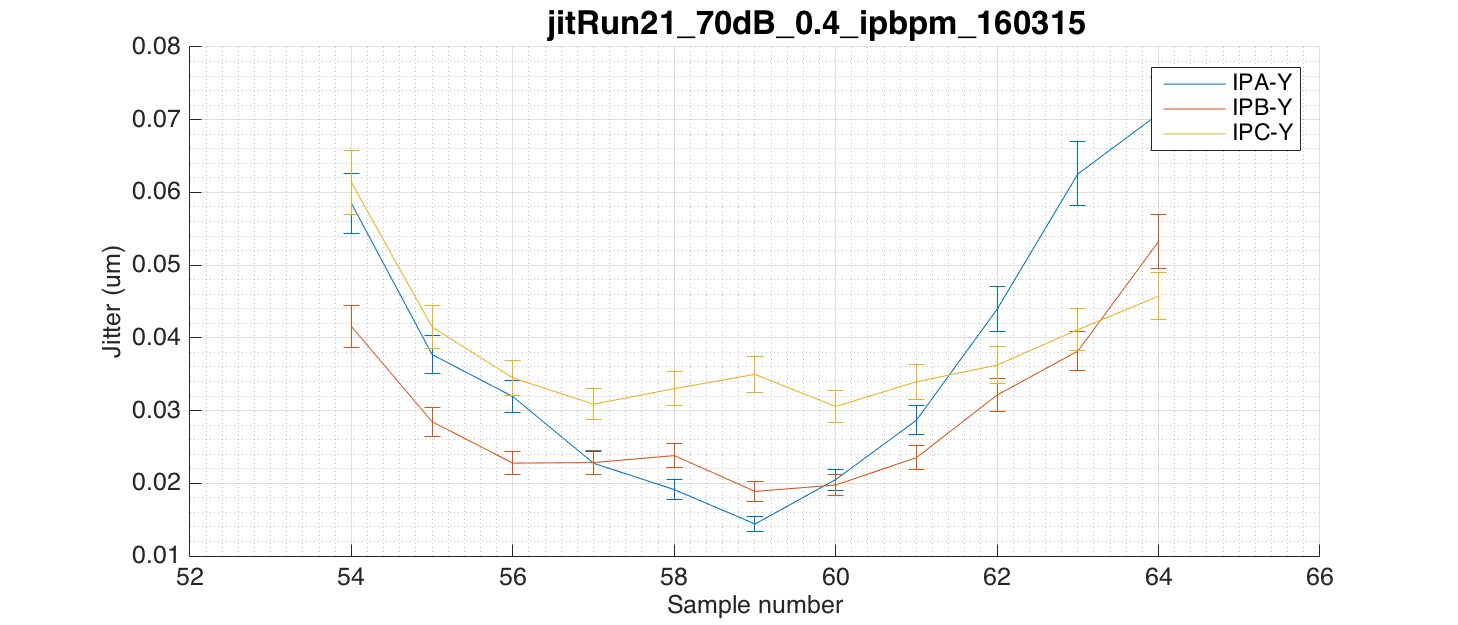 jitRun21_70dB_0.4_ipbpm_160315
0.08
0.07
0.06
0.05
0.04
0.03
0.02
0.01
Jitter (um)
IPA-Y
IPB-Y
IPC-Y
52 54 56 58 60 62 64 66
Sample number